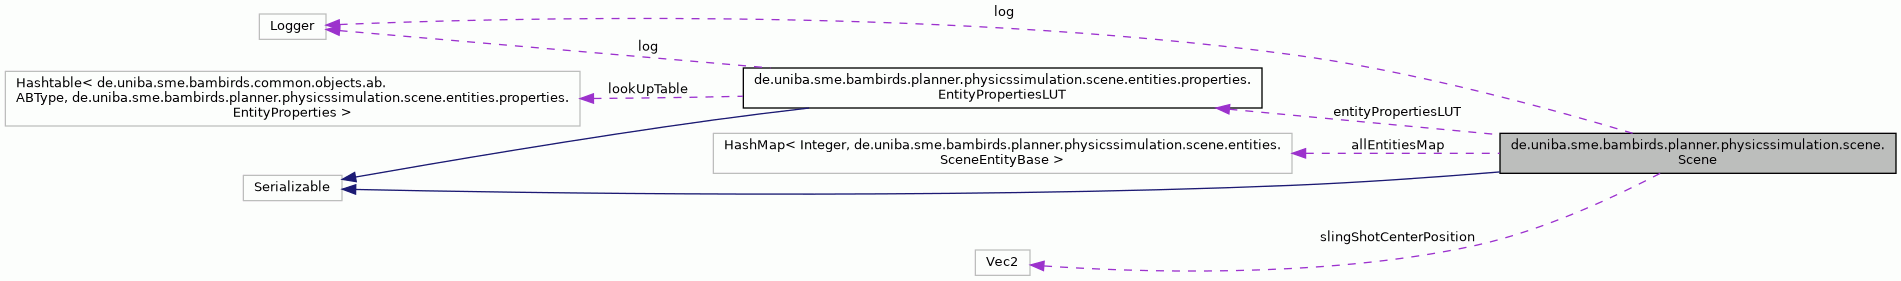 log
Logger
log
Hashtable< de.uniba.sme.bambirds.common.objects.ab.
ABType, de.uniba.sme.bambirds.planner.physicssimulation.scene.entities.properties.
EntityProperties >
lookUpTable
de.uniba.sme.bambirds.planner.physicssimulation.scene.entities.properties.
EntityPropertiesLUT
entityPropertiesLUT
HashMap< Integer, de.uniba.sme.bambirds.planner.physicssimulation.scene.entities.
SceneEntityBase >
allEntitiesMap
de.uniba.sme.bambirds.planner.physicssimulation.scene.
Scene
Serializable
slingShotCenterPosition
Vec2